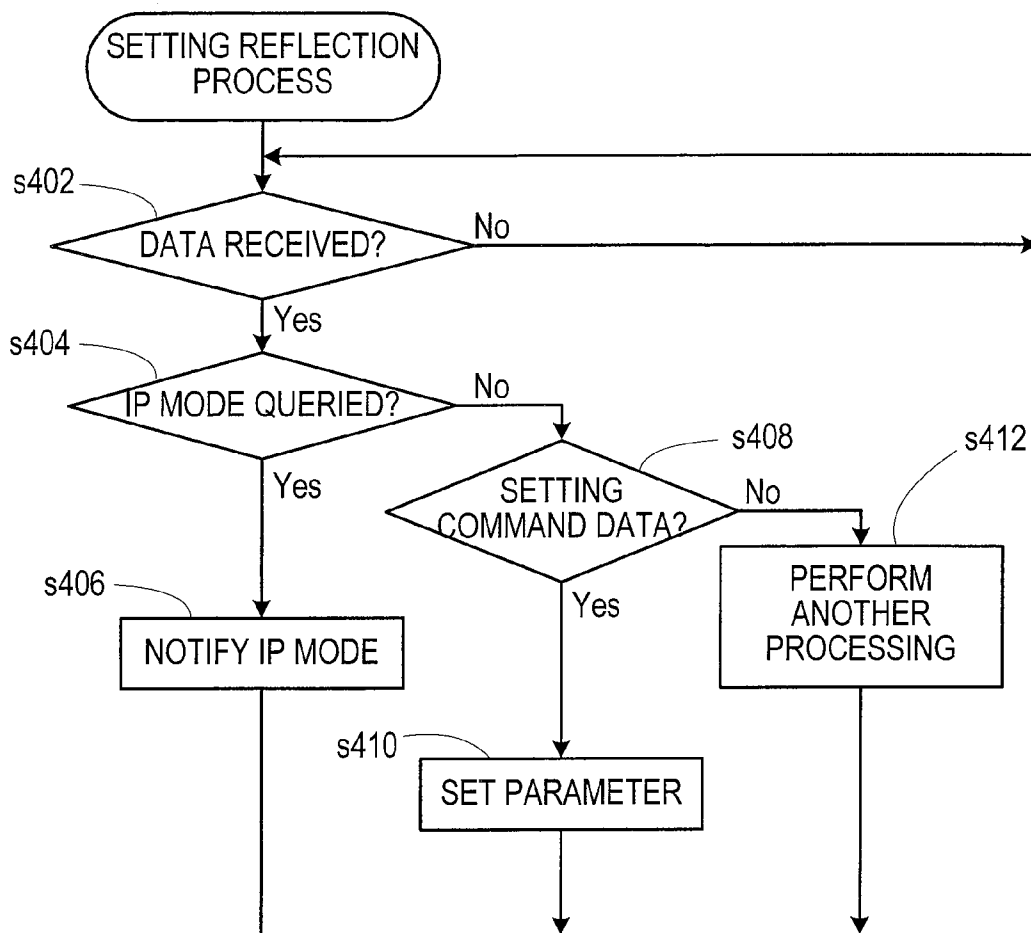 SETTING REFLECTION
PROCESS
s402
DATA RECEIVED?
No
Yes
s404
IP MODE QUERIED?
No
Yes
s408
SETTING
COMMAND DATA?
No
Yes
s412
PERFORM
ANOTHER
PROCESSING
s406
NOTIFY IP MODE
s410
SET PARAMETER